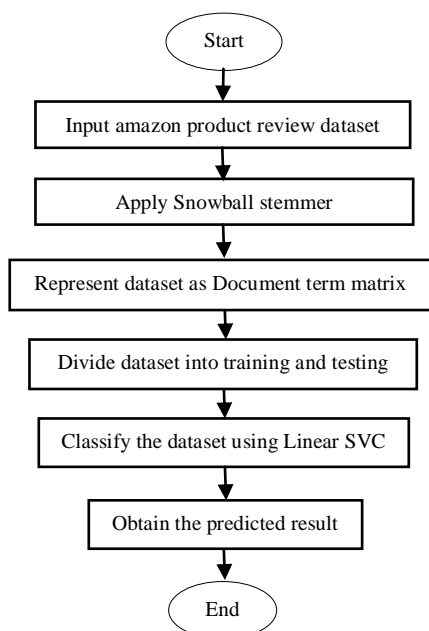 Start
Input amazon product review dataset
Apply Snowball stemmer
Represent dataset as Document term matrix
Divide dataset into training and testing
Classify the dataset using Linear SVC
Obtain the predicted result
End